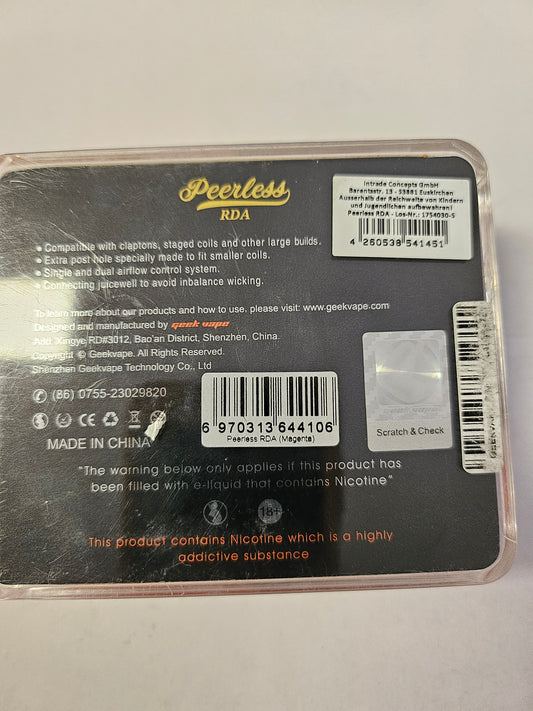 Peerless
RDA
Intrade Concepts GmbH
Barentsstr. 13 - 53881 Euskirchen
Ausserhalb der Reichweite von Kindern
und Jugendlichen aufbewahren!
Peerless RDA - Los-Nr.: 1754030-S
4 260538 541451
• Compatible with claptons, staged coils and other large builds.
• Extra post hole specially made to fit smaller coils.
• Single and dual airflow control system.
• Connecting juicewell to avoid inbalance wicking.
To learn more about our products and how to use. please visit: www.geekvape.com
Designed and manufactured by geek vape
Add: Xingye RD#3012, Bao'an District, Shenzhen, China.
Copyright © Geekvape. All Rights Reserved.
Shenzhen Geekvape Technology Co., Ltd
(86) 0755-23029820
CE
MADE IN CHINA
6 970313 644106
Peerless RDA (Magenta)
Scratch & Check
GEEKVAPE
"The warning below only applies if this product has
been filled with e-liquid that contains Nicotine"
18+
This product contains Nicotine which is a highly
addictive substance